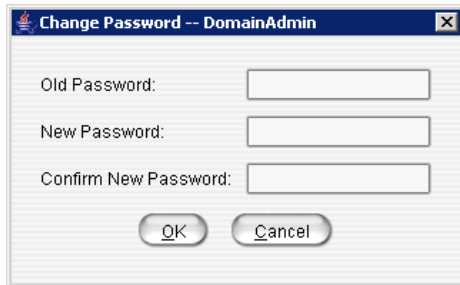 Change Password -- DomainAdmin
Old Password:
New Password:
Confirm New Password:
OK Cancel